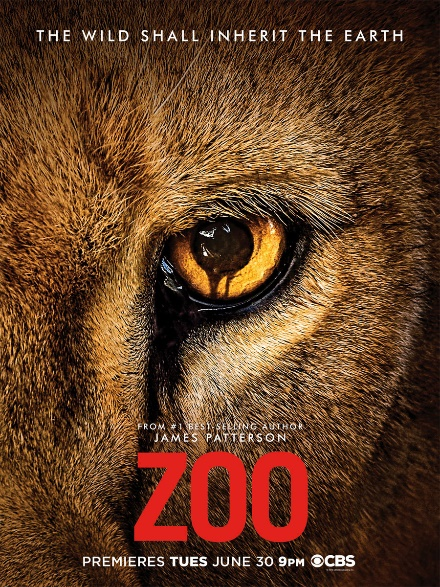 THE WILD SHALL INHERIT THE EARTH
FROM #1 BEST-SELLING AUTHOR
JAMES PATTERSON
ZOO
PREMIERES TUES JUNE 30 9PM CBS